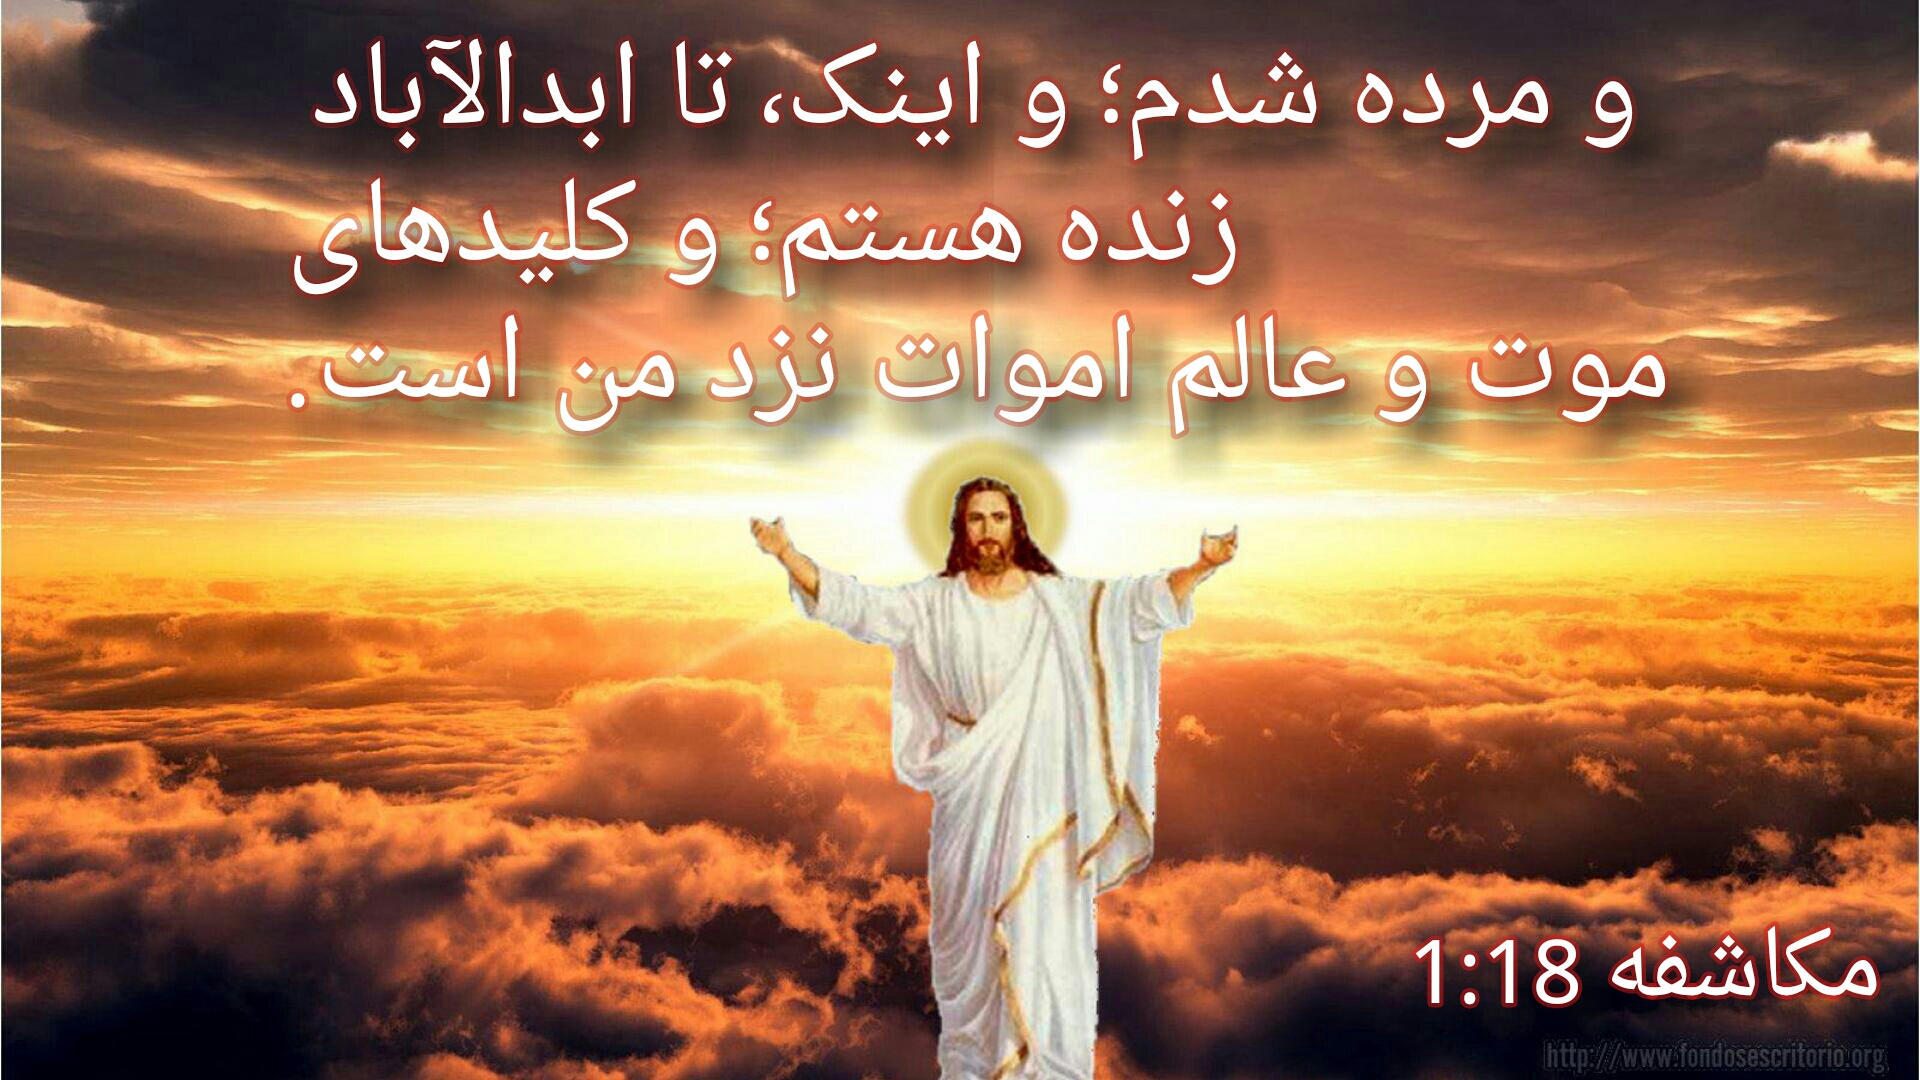 و مرده شدم؛ و اینک، تا ابدالآباد
زنده هستم؛ و کلیدهای
موت و عالم اموات نزد من است.
مکاشفه 1:18
http://www.fondosescritorio.org